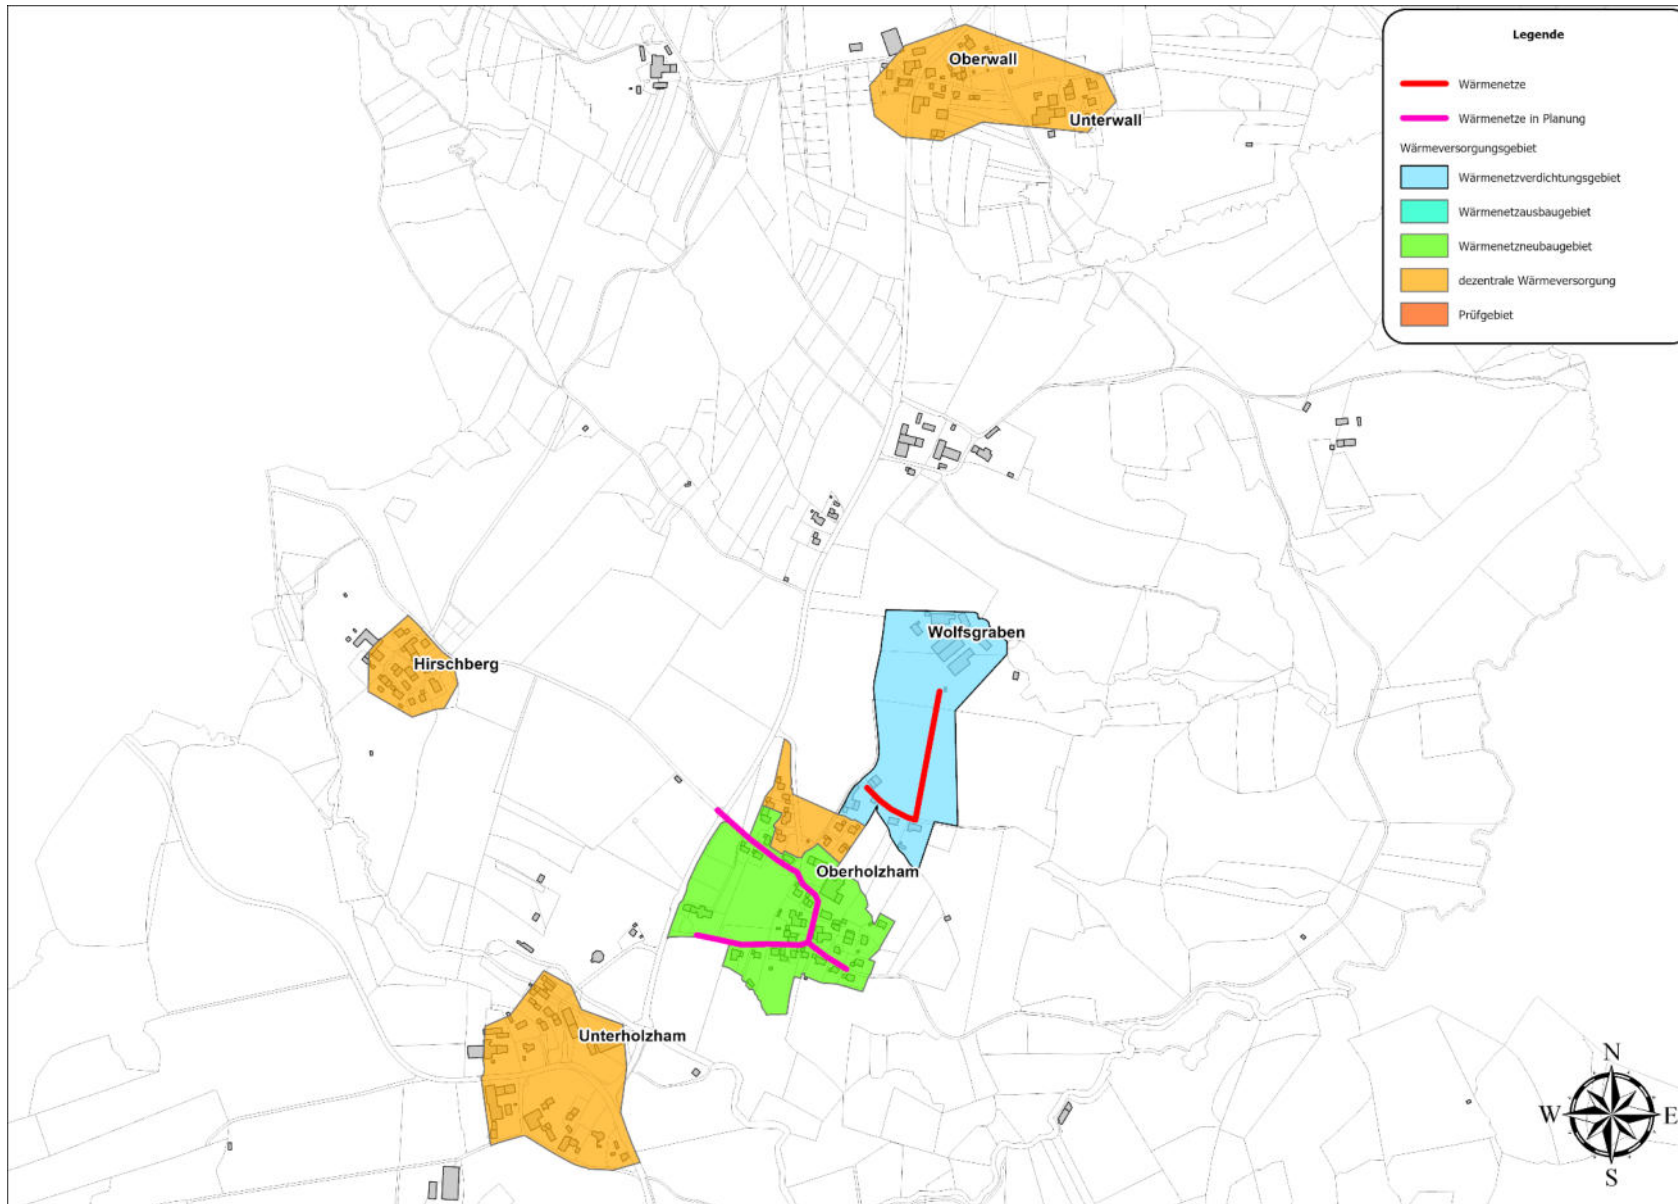 Legende
Wärmenetze
Wärmenetze in Planung
Wärmeversorgungsgebiet
Wärmenetzverdichtungsgebiet
Wärmenetzausbaugebiet
Wärmenetzneubaugebiet
dezentrale Wärmeversorgung
Prüfgebiet
Oberwall
Unterwall
Wolfsgraben
Hirschberg
Oberholzham
Unterholzham
N
W E
S